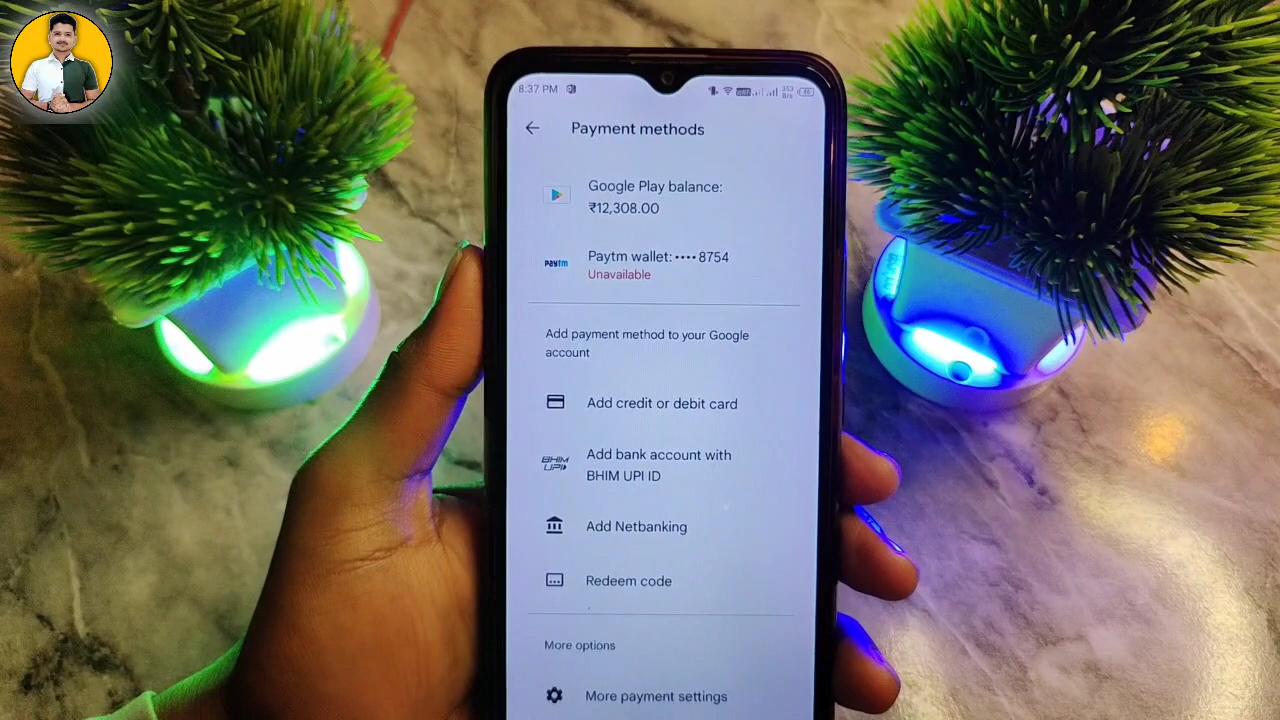 8:37 PM
Payment methods
Google Play balance:
₹12,308.00
Paytm wallet: •••• 8754
paytm
Unavailable
Add payment method to your Google
account
Add credit or debit card
BHIM
UPI
Add bank account with
BHIM UPI ID
Add Netbanking
Redeem code
More options
More payment settings